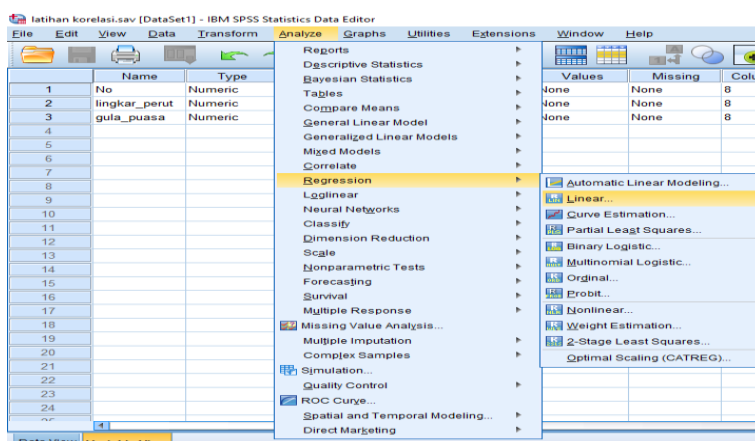 latihan korelasi.sav [DataSet1] - IBM SPSS Statistics Data Editor
File Edit View Data Transform Analyze Graphs Utilities Extensions Window Help
Name Type Values Missing Colu
1 No Numeric None None 8
2 lingkar_perut Numeric None None 8
3 gula_puasa Numeric None None 8
4
5
6
7
8
9
10
11
12
13
14
15
16
17
18
19
20
21
22
23
24
Reports
Descriptive Statistics
Bayesian Statistics
Tables
Compare Means
General Linear Model
Generalized Linear Models
Mixed Models
Correlate
Regression
Loglinear
Neural Networks
Classify
Dimension Reduction
Scale
Nonparametric Tests
Forecasting
Survival
Multiple Response
Missing Value Analysis...
Multiple Imputation
Complex Samples
Simulation...
Quality Control
ROC Curve...
Spatial and Temporal Modeling...
Direct Marketing
Automatic Linear Modeling...
Linear...
Curve Estimation...
Partial Least Squares...
Binary Logistic...
Multinomial Logistic...
Ordinal...
Probit...
Nonlinear...
Weight Estimation...
2-Stage Least Squares...
Optimal Scaling (CATREG)...